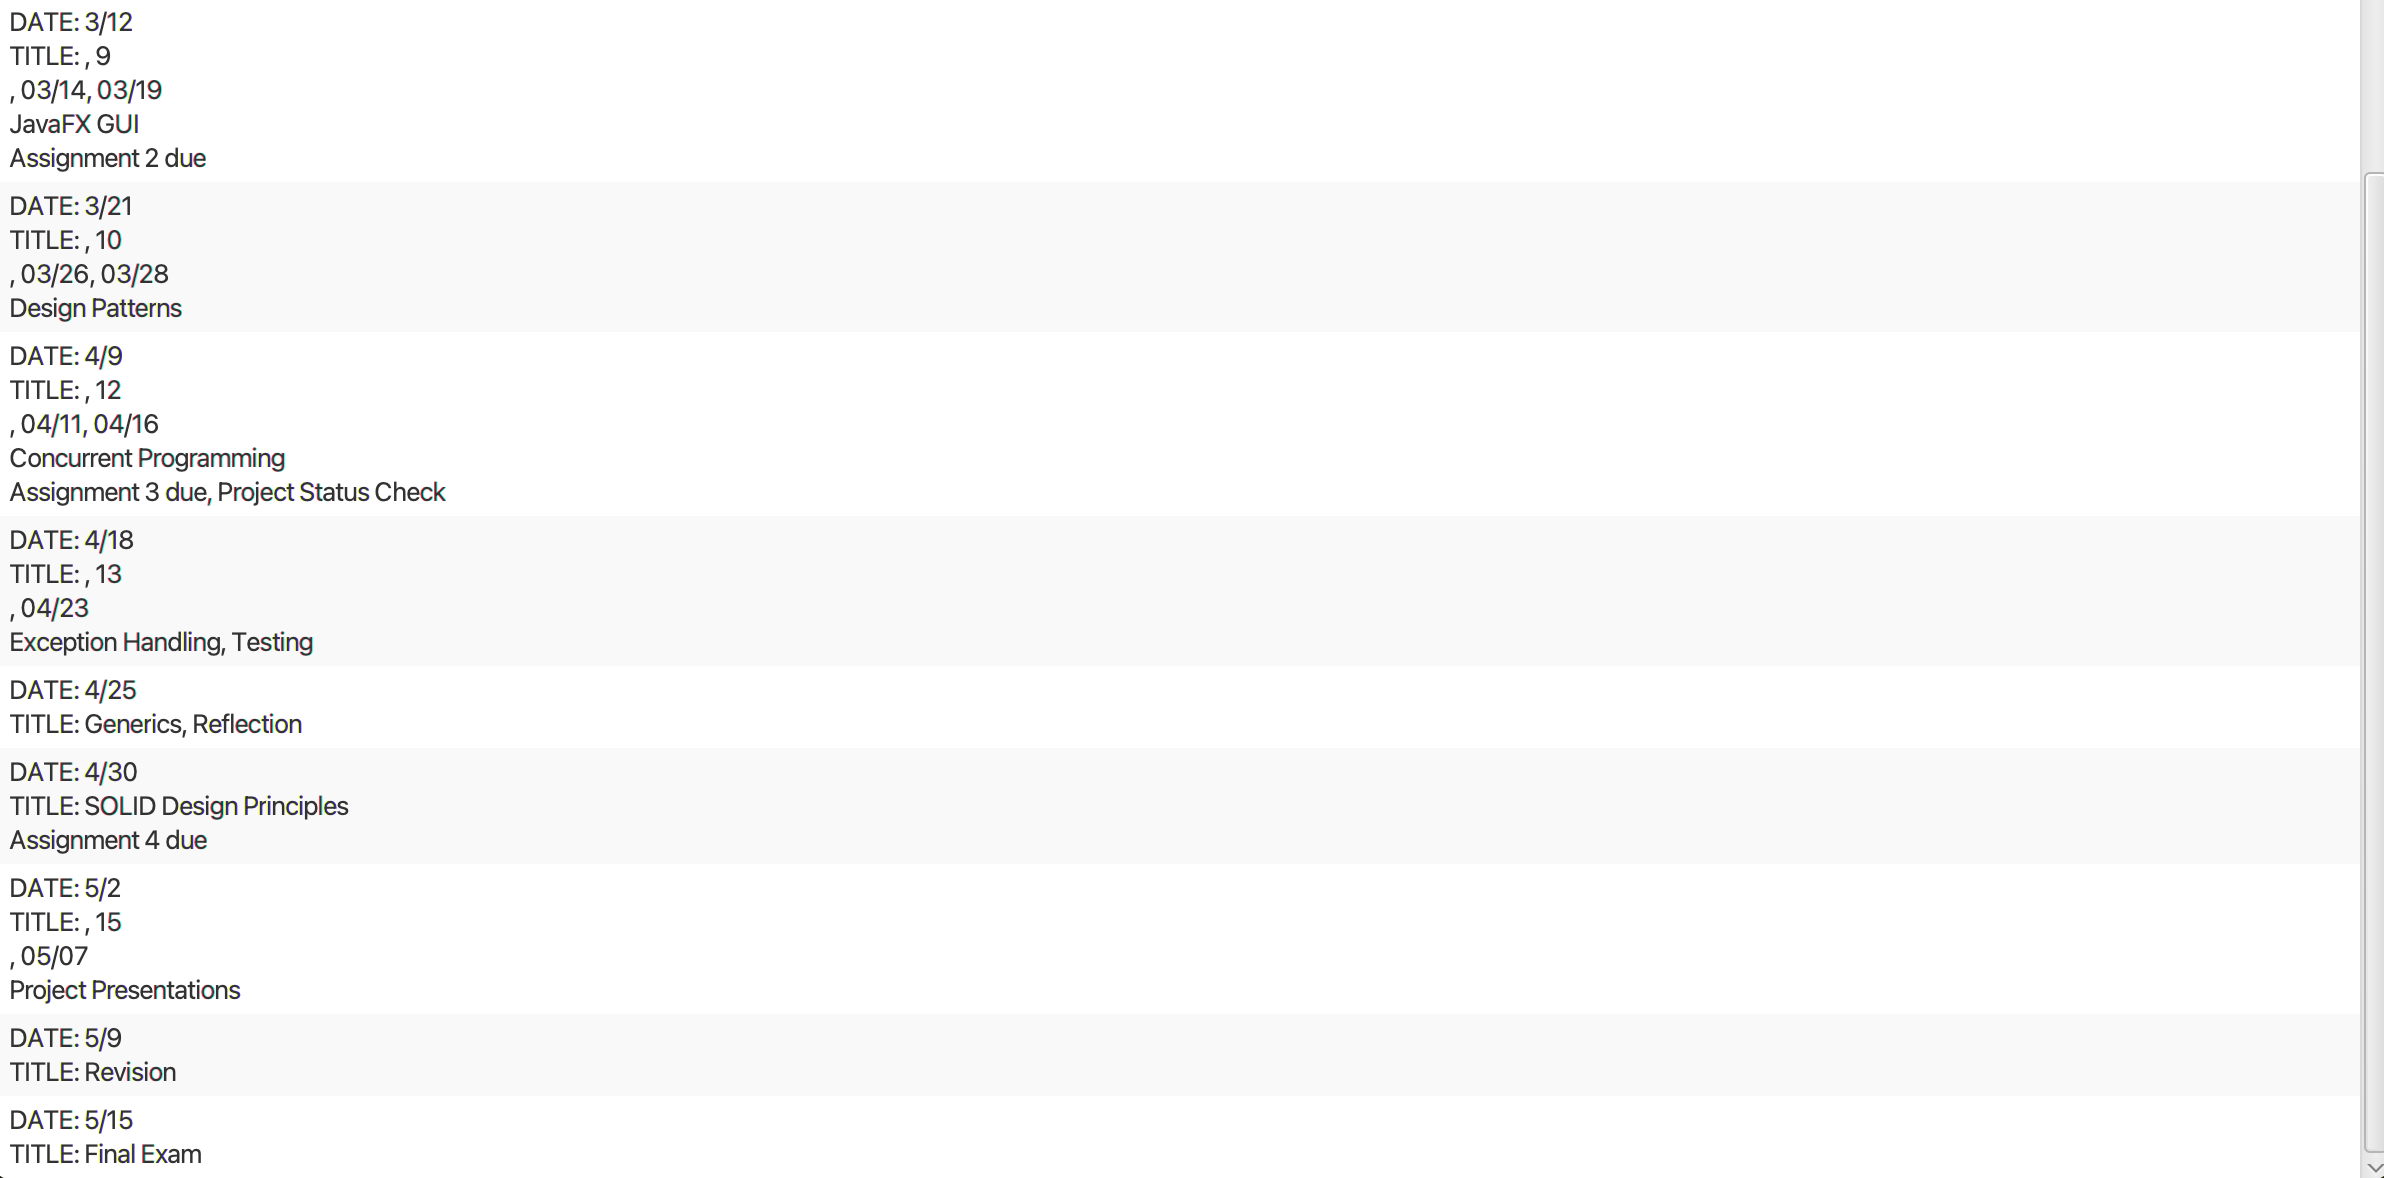 DATE: 3/12
TITLE: , 9
, 03/14, 03/19
JavaFX GUI
Assignment 2 due
DATE: 3/21
TITLE: , 10
, 03/26, 03/28
Design Patterns
DATE: 4/9
TITLE: , 12
, 04/11, 04/16
Concurrent Programming
Assignment 3 due, Project Status Check
DATE: 4/18
TITLE: , 13
, 04/23
Exception Handling, Testing
DATE: 4/25
TITLE: Generics, Reflection
DATE: 4/30
TITLE: SOLID Design Principles
Assignment 4 due
DATE: 5/2
TITLE: , 15
, 05/07
Project Presentations
DATE: 5/9
TITLE: Revision
DATE: 5/15
TITLE: Final Exam